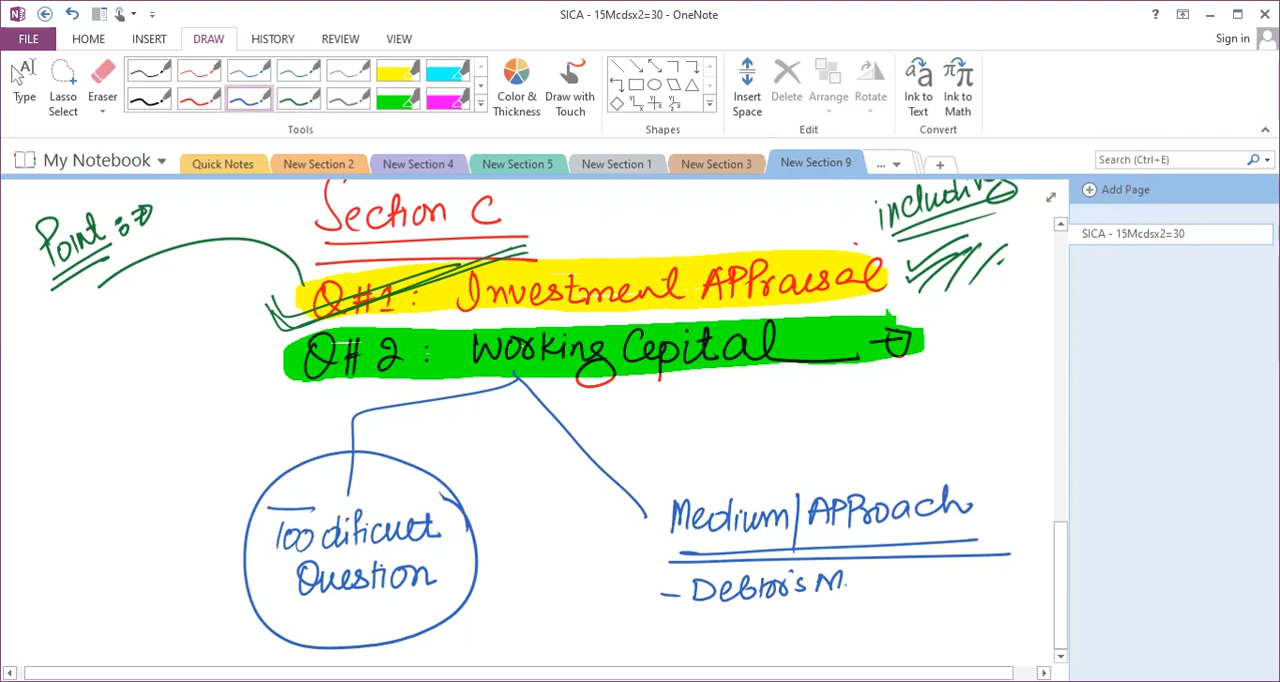 SICA - 15Mcdsx2=30 - OneNote
?
FILE HOME INSERT DRAW HISTORY REVIEW VIEW
Sign in
Type
Lasso Select
Eraser
Color & Thickness
Draw with Touch
Insert Space
Delete
Arrange
Rotate
Ink to Text
Ink to Math
Tools
Shapes
Edit
Convert
My Notebook
Quick Notes
New Section 2
New Section 4
New Section 5
New Section 1
New Section 3
New Section 9
...
Search (Ctrl+E)
Add Page
SICA - 15Mcdsx2=30
Point :
Section C
including
Q#1 : Investment APPraisal
Q#2 : Working Cepital
Too dificuet
Question
Medium/APProach
- Debtor's M.